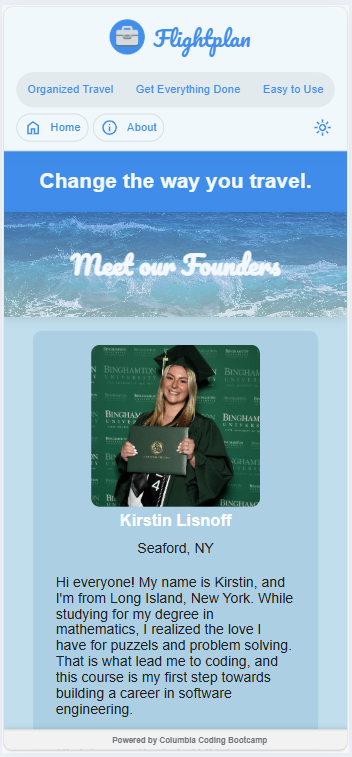 Flightplan
Organized Travel Get Everything Done Easy to Use
Home About
Change the way you travel.
Meet our Founders
BINGHAMTON
UNIVERSITY
BINGHAMTON
UNIVERSITY
Kirstin Lisnoff
Seaford, NY
Hi everyone! My name is Kirstin, and
I'm from Long Island, New York. While
studying for my degree in
mathematics, I realized the love I
have for puzzels and problem solving.
That is what lead me to coding, and
this course is my first step towards
building a career in software
engineering.
Powered by Columbia Coding Bootcamp